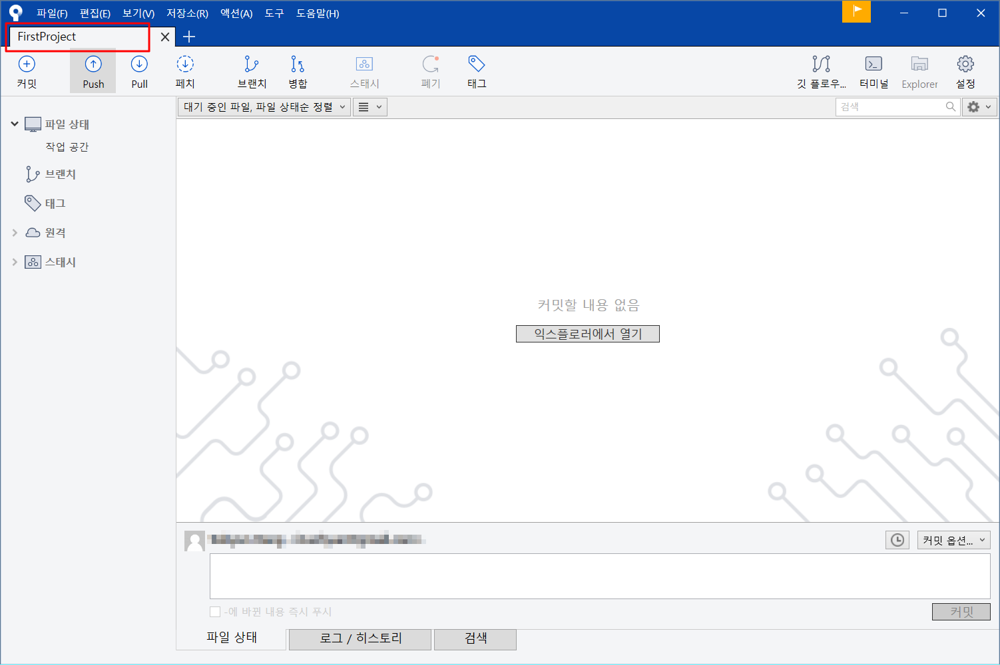 파일(F) 편집(E) 보기(V) 저장소(R) 액션(A) 도구 도움말(H)
FirstProject
커밋 Push Pull 페치 브랜치 병합 스태시 폐기 태그 깃 플로우... 터미널 Explorer 설정
대기 중인 파일, 파일 상태순 정렬 검색
파일 상태
작업 공간
브랜치
태그
원격
스태시
커밋할 내용 없음
익스플로러에서 열기
커밋 옵션...
-에 바뀐 내용 즉시 푸시
커밋
파일 상태 로그 / 히스토리 검색